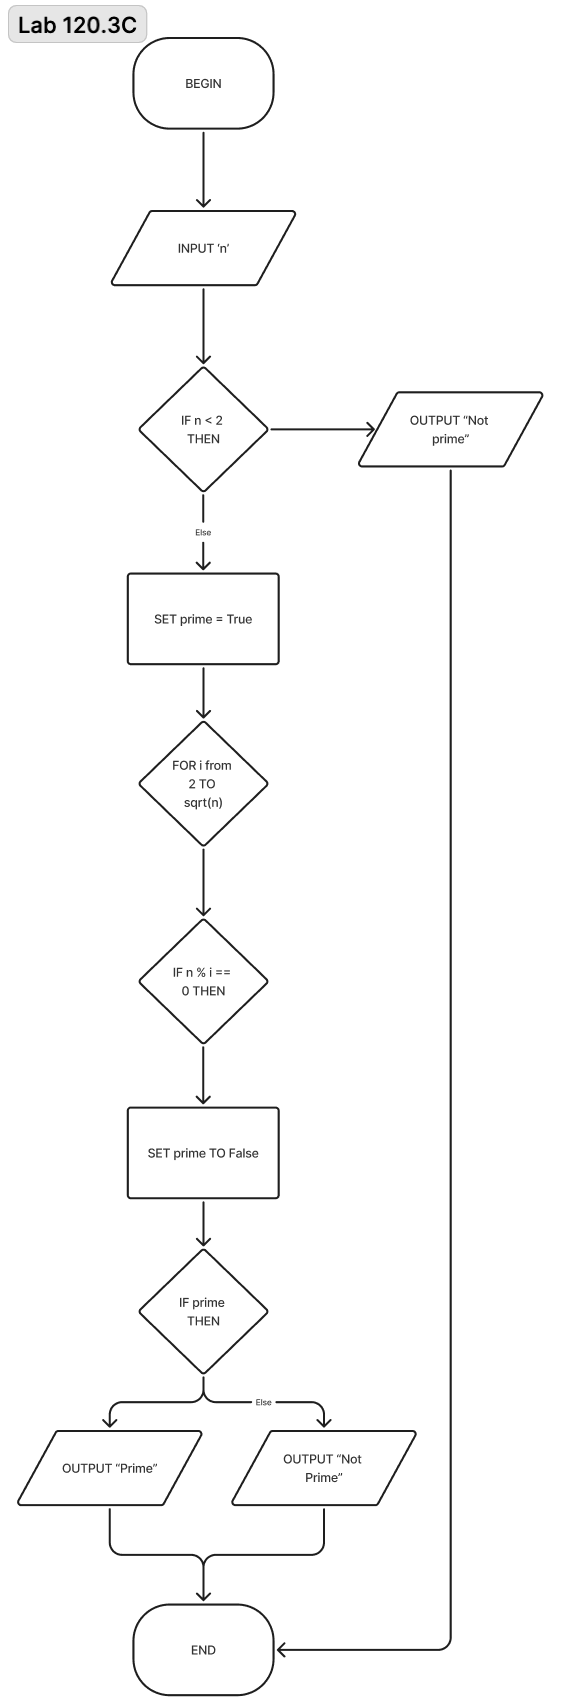 Lab 120.3C
BEGIN
INPUT ‘n’
IF n < 2
THEN
OUTPUT “Not
prime”
Else
SET prime = True
FOR i from
2 TO
sqrt(n)
IF n % i ==
0 THEN
SET prime TO False
IF prime
THEN
Else
OUTPUT “Prime”
OUTPUT “Not
Prime”
END